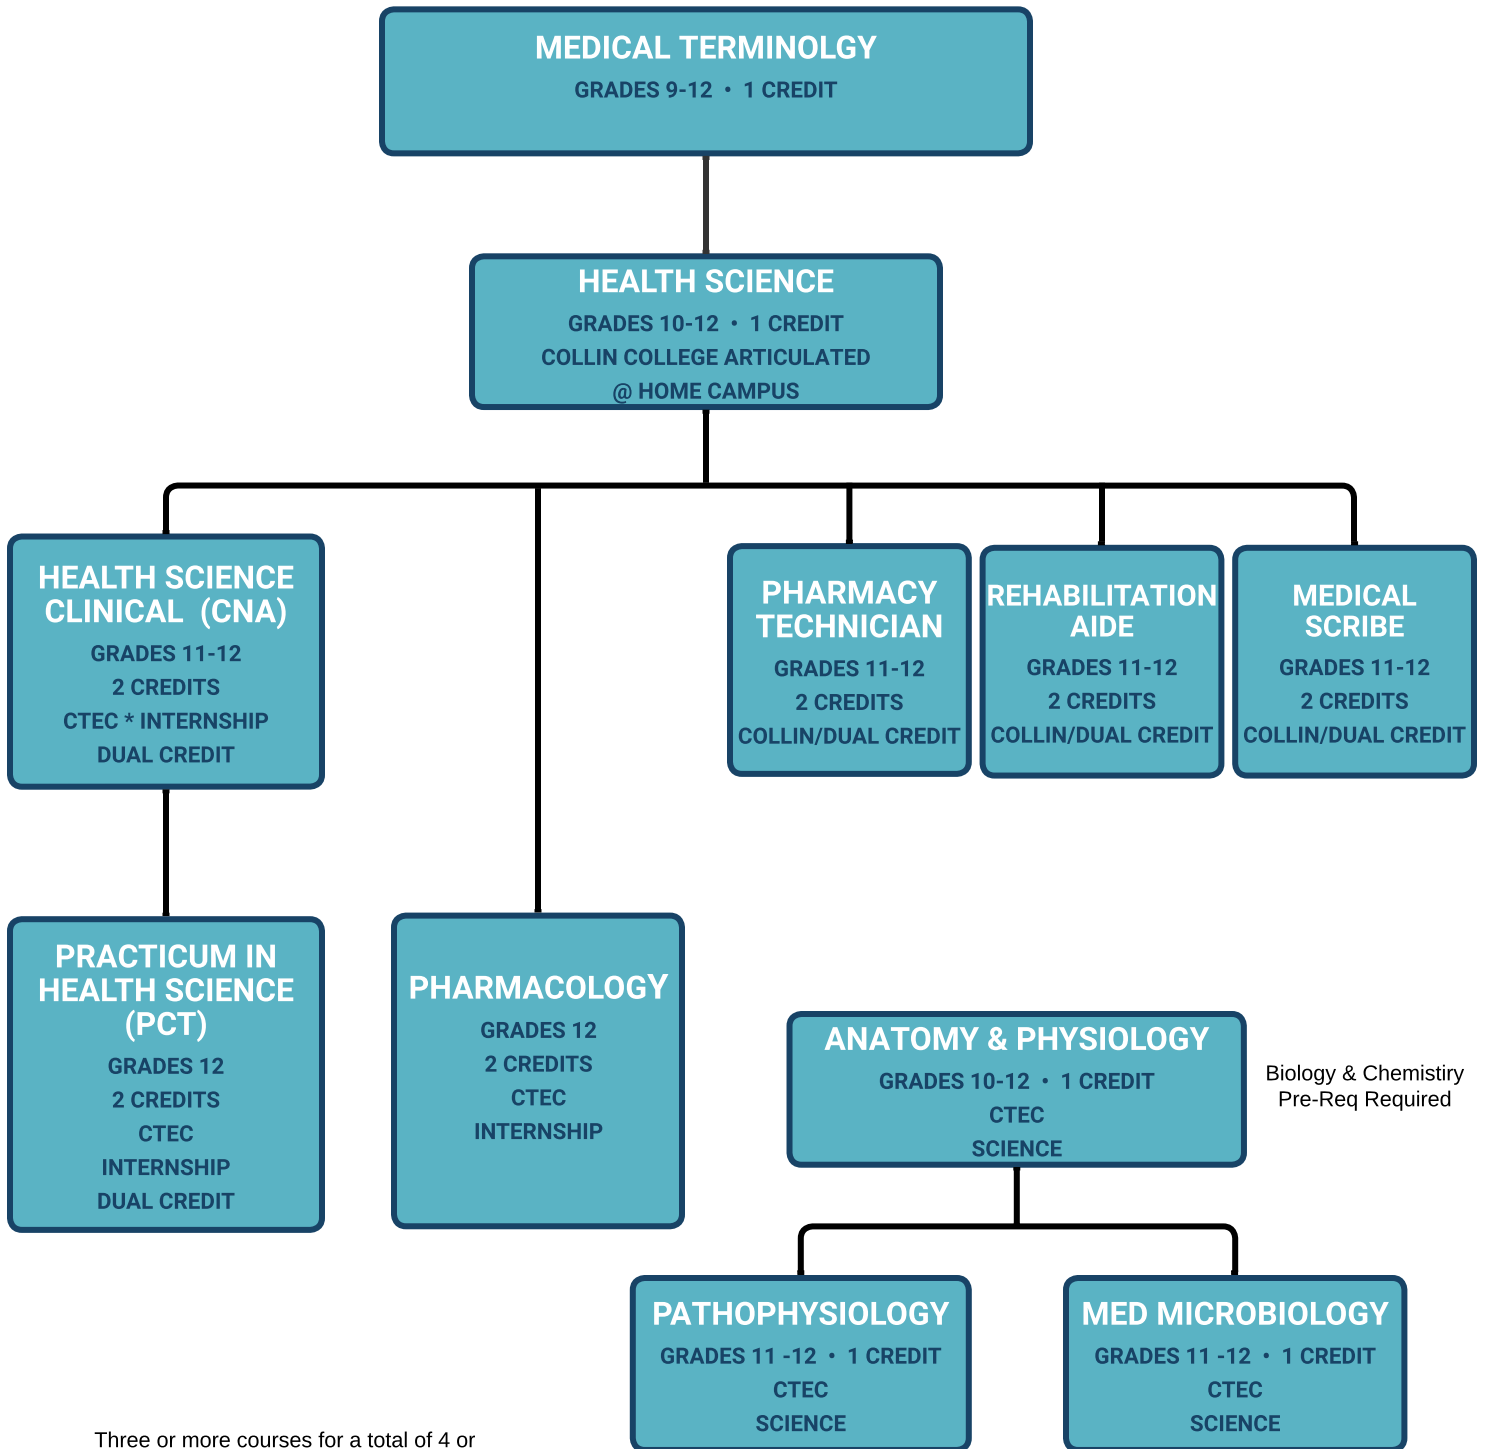 MEDICAL TERMINOLGY
GRADES 9-12 • 1 CREDIT
HEALTH SCIENCE
GRADES 10-12 • 1 CREDIT
COLLIN COLLEGE ARTICULATED
@ HOME CAMPUS
HEALTH SCIENCE
CLINICAL (CNA)
GRADES 11-12
2 CREDITS
CTEC * INTERNSHIP
DUAL CREDIT
PHARMACY
TECHNICIAN
GRADES 11-12
2 CREDITS
COLLIN/DUAL CREDIT
REHABILITATION
AIDE
GRADES 11-12
2 CREDITS
COLLIN/DUAL CREDIT
MEDICAL
SCRIBE
GRADES 11-12
2 CREDITS
COLLIN/DUAL CREDIT
PRACTICUM IN
HEALTH SCIENCE
(PCT)
GRADES 12
2 CREDITS
CTEC
INTERNSHIP
DUAL CREDIT
PHARMACOLOGY
GRADES 12
2 CREDITS
CTEC
INTERNSHIP
ANATOMY & PHYSIOLOGY
GRADES 10-12 • 1 CREDIT
CTEC
SCIENCE
Biology & Chemistiry
Pre-Req Required
PATHOPHYSIOLOGY
GRADES 11 -12 • 1 CREDIT
CTEC
SCIENCE
MED MICROBIOLOGY
GRADES 11 -12 • 1 CREDIT
CTEC
SCIENCE
Three or more courses for a total of 4 or